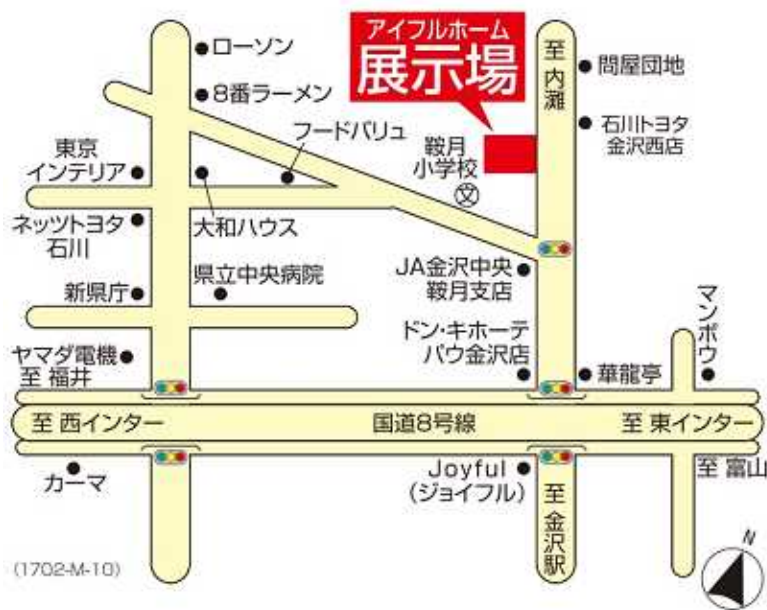 アイフルホーム
展示場
至 内灘
ローソン
8番ラーメン
フードバリュ
問屋団地
石川トヨタ
金沢西店
鞍月
小学校
文
東京
インテリア
大和ハウス
ネッツトヨタ
石川
新県庁
県立中央病院
JA金沢中央
鞍月支店
ドン・キホーテ
パウ金沢店
華龍亭
マンボウ
ヤマダ電機
至 福井
至 西インター
国道8号線
至 東インター
カーマ
Joyful
(ジョイフル)
至 金沢駅
至 富山
N
(1702-M-10)